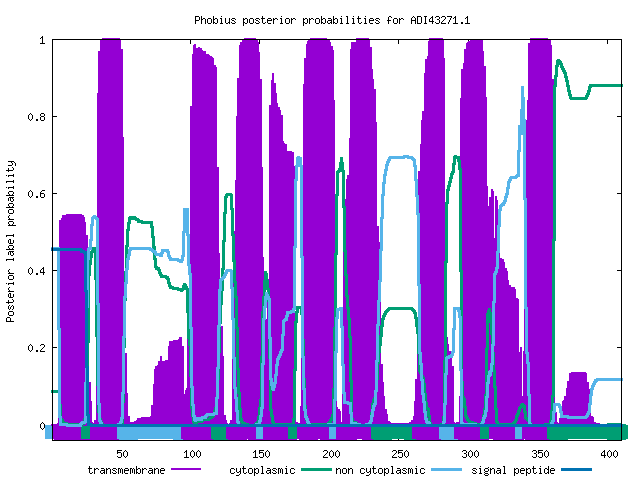 Phobius posterior probabilities for ADI43271.1
Posterior label probability
1
0.8
0.6
0.4
0.2
0
50 100 150 200 250 300 350 400
transmembrane cytoplasmic non cytoplasmic signal peptide